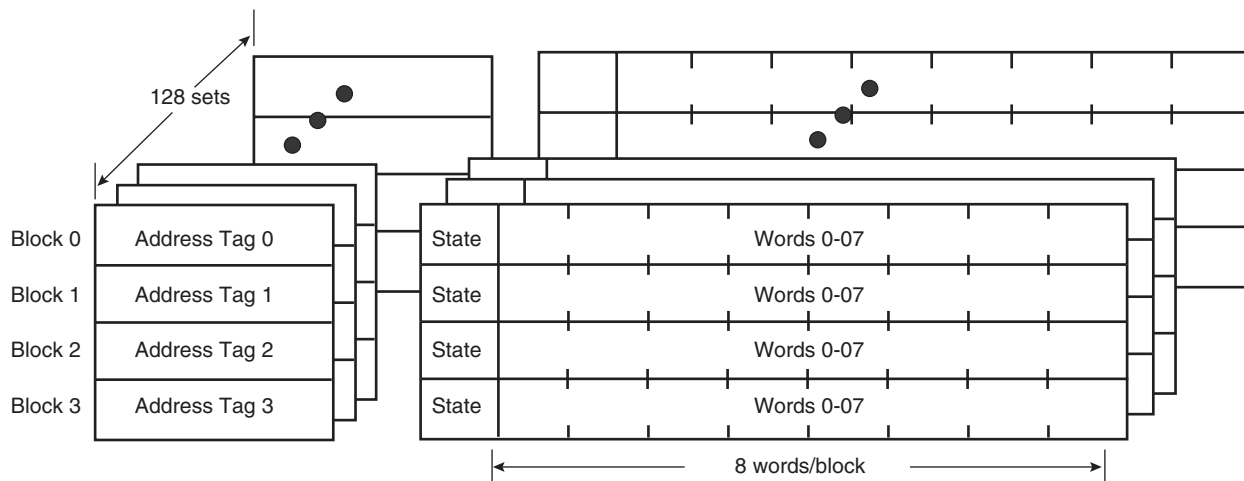 128 sets
Block 0 Address Tag 0 State Words 0-07
Block 1 Address Tag 1 State Words 0-07
Block 2 Address Tag 2 State Words 0-07
Block 3 Address Tag 3 State Words 0-07
8 words/block